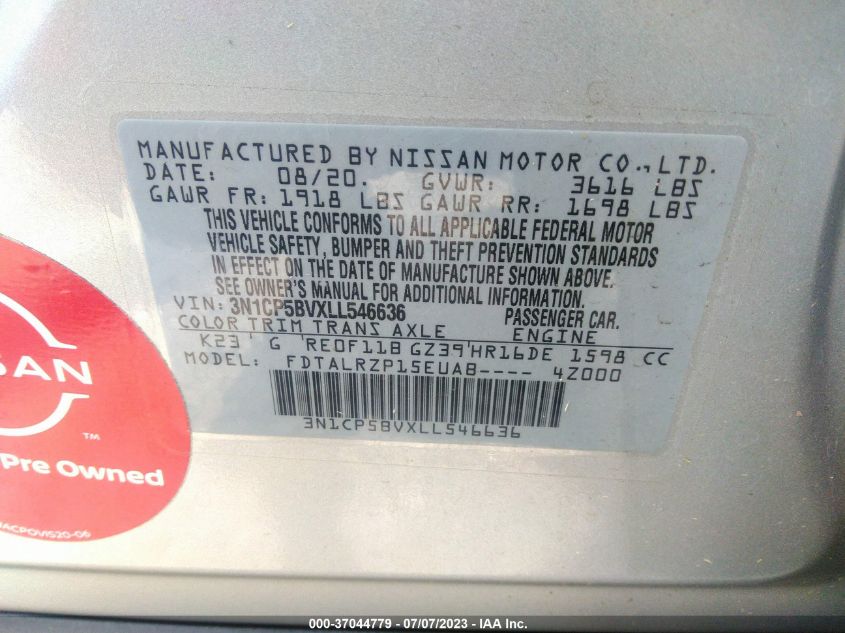 MANUFACTURED BY NISSAN MOTOR CO., LTD.
DATE: 08/20. GVWR: 3616 LBS
GAWR FR: 1918 LBS GAWR RR: 1698 LBS
THIS VEHICLE CONFORMS TO ALL APPLICABLE FEDERAL MOTOR
VEHICLE SAFETY, BUMPER AND THEFT PREVENTION STANDARDS
IN EFFECT ON THE DATE OF MANUFACTURE SHOWN ABOVE.
SEE OWNER'S MANUAL FOR ADDITIONAL INFORMATION.
VIN: 3N1CP5BVXLL546636 PASSENGER CAR.
COLOR TRIM TRANS AXLE ENGINE
K23 G RE0F11B GZ39 HR16DE 1598 CC
MODEL: FDTALRZP15EUAB---- 4Z000
3N1CP5BVXLL546636
SAN
TM
Pre Owned
ACPOVIS20-06
000-37044779 — 07/07/2023 — IAA Inc.